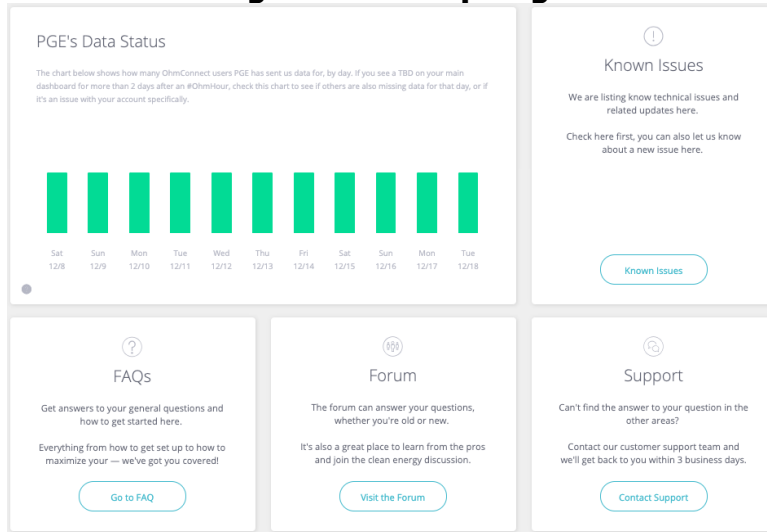 PGE's Data Status
The chart below shows how many OhmConnect users PGE has sent us data for, by day. If you see a TBD on your main
dashboard for more than 2 days after an #OhmHour, check this chart to see if others are also missing data for that day, or if
it's an issue with your account specifically.
Sat Sun Mon Tue Wed Thu Fri Sat Sun Mon Tue
12/8 12/9 12/10 12/11 12/12 12/13 12/14 12/15 12/16 12/17 12/18
Known Issues
We are listing know technical issues and
related updates here.
Check here first, you can also let us know
about a new issue here.
Known Issues
FAQs
Get answers to your general questions and
how to get started here.
Everything from how to get set up to how to
maximize your — we've got you covered!
Go to FAQ
Forum
The forum can answer your questions,
whether you're old or new.
It's also a great place to learn from the pros
and join the clean energy discussion.
Visit the Forum
Support
Can't find the answer to your question in the
other areas?
Contact our customer support team and
we'll get back to you within 3 business days.
Contact Support